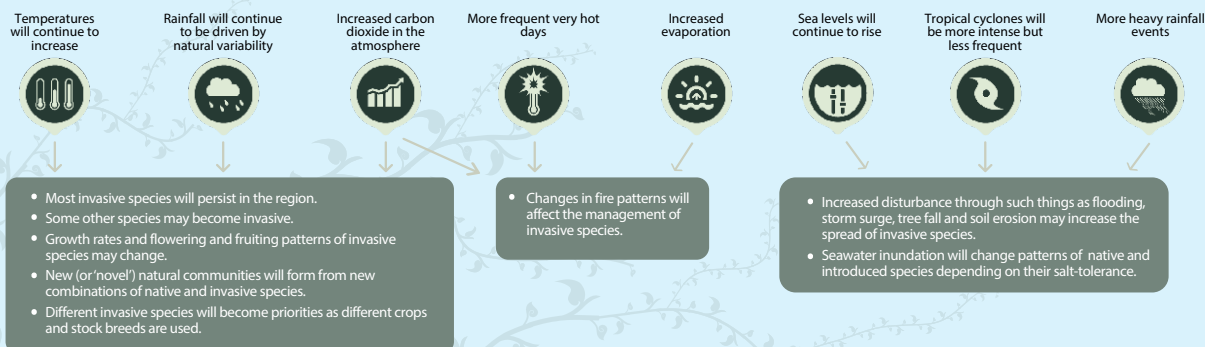 Temperatures
will continue to
increase
Rainfall will continue
to be driven by
natural variability
Increased carbon
dioxide in the
atmosphere
More frequent very hot
days
Increased
evaporation
Sea levels will
continue to rise
Tropical cyclones will
be more intense but
less frequent
More heavy rainfall
events
• Most invasive species will persist in the region.
• Some other species may become invasive.
• Growth rates and flowering and fruiting patterns of invasive
species may change.
• New (or ‘novel’) natural communities will form from new
combinations of native and invasive species.
• Different invasive species will become priorities as different crops
and stock breeds are used.
• Changes in fire patterns will
affect the management of
invasive species.
• Increased disturbance through such things as flooding,
storm surge, tree fall and soil erosion may increase the
spread of invasive species.
• Seawater inundation will change patterns of native and
introduced species depending on their salt-tolerance.